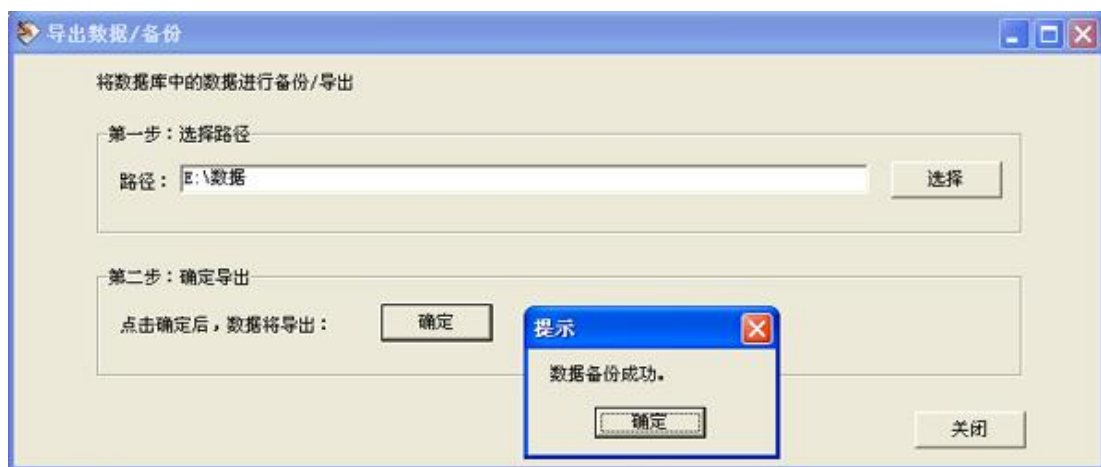 导出数据/备份
将数据库中的数据进行备份/导出
第一步：选择路径
路径： E:\数据 选择
第二步：确定导出
点击确定后，数据将导出： 确定
提示
数据备份成功。
确定
关闭